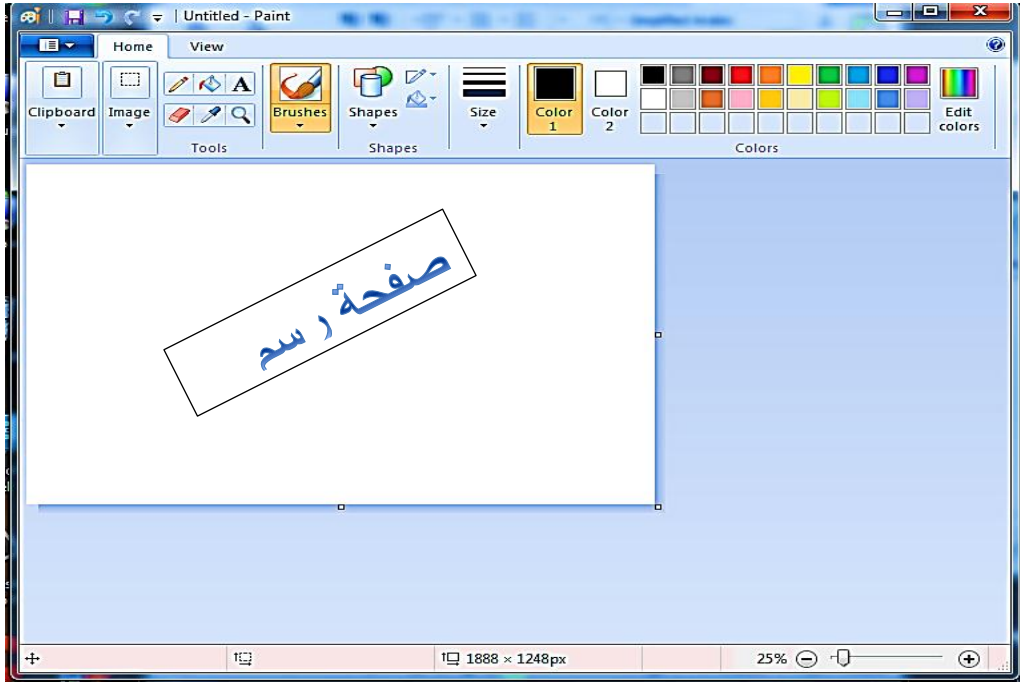 Untitled - Paint
Home View
Clipboard Image Brushes Shapes Size Color 1 Color 2 Edit colors
Tools Shapes Colors
صفحة رسم
1888 × 1248px 25%